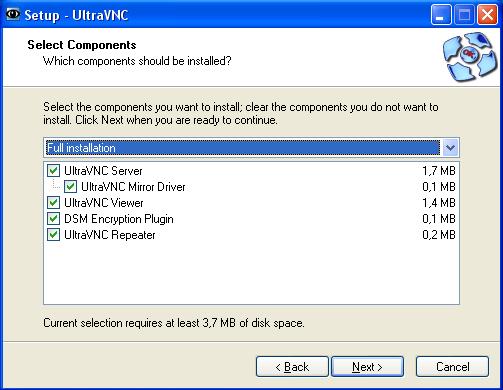 Setup - UltraVNC
Select Components
Which components should be installed?
Select the components you want to install; clear the components you do not want to
install. Click Next when you are ready to continue.
Full installation
UltraVNC Server 1,7 MB
UltraVNC Mirror Driver 0,1 MB
UltraVNC Viewer 1,4 MB
DSM Encryption Plugin 0,1 MB
UltraVNC Repeater 0,2 MB
Current selection requires at least 3,7 MB of disk space.
< Back Next > Cancel